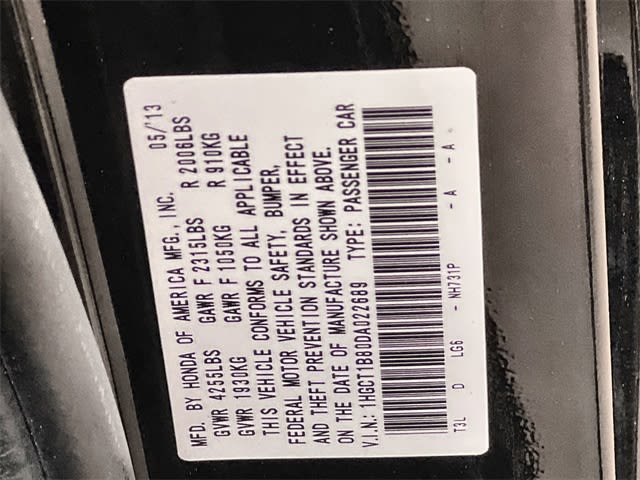 MFD. BY HONDA OF AMERICA MFG., INC. 05/'13
GVWR 4255LBS GAWR F 2315LBS R 2006LBS
GVWR 1930KG GAWR F 1050KG R 910KG
THIS VEHICLE CONFORMS TO ALL APPLICABLE
FEDERAL MOTOR VEHICLE SAFETY, BUMPER,
AND THEFT PREVENTION STANDARDS IN EFFECT
ON THE DATE OF MANUFACTURE SHOWN ABOVE.
V.I.N.: 1HGCT1B80DA022689 TYPE: PASSENGER CAR
T3L D LG6 - NH731P - A - A -